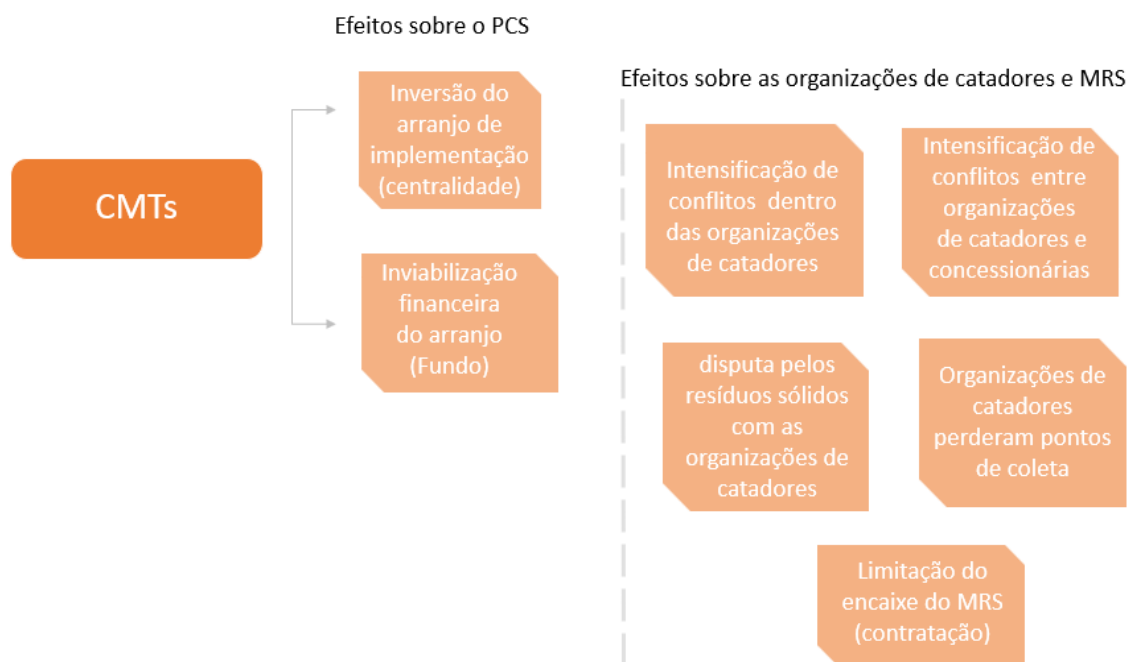 Efeitos sobre o PCS
CMTs
Inversão do
arranjo de
implementação
(centralidade)
Inviabilização
financeira
do arranjo
(Fundo)
Efeitos sobre as organizações de catadores e MRS
Intensificação de
conflitos dentro
das organizações
de catadores
Intensificação de
conflitos entre
organizações
de catadores e
concessionárias
disputa pelos
resíduos sólidos
com as
organizações de
catadores
Organizações de
catadores
perderam pontos
de coleta
Limitação do
encaixe do MRS
(contratação)